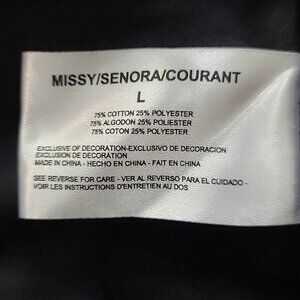 MISSY/SENORA/COURANT
L
75% COTTON 25% POLYESTER
75% ALGODON 25% POLIESTER
75% COTON 25% POLYESTER
EXCLUSIVE OF DECORATION-EXCLUSIVO DE DECORACION
EXCLUSION DE DECORATION
MADE IN CHINA - HECHO EN CHINA - FAIT EN CHINA
SEE REVERSE FOR CARE - VER AL REVERSO PARA EL CUIDADO -
VOIR LES INSTRUCTIONS D'ENTRETIEN AU DOS